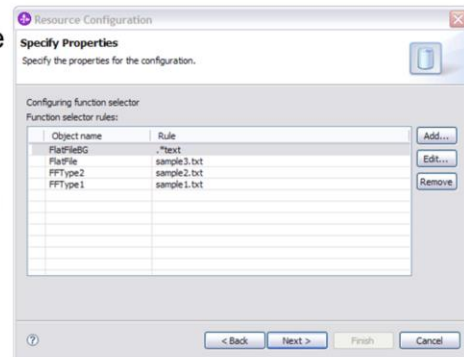 e
Resource Configuration
Specify Properties
Specify the properties for the configuration.
Configuring function selector
Function selector rules:
Object name Rule
FlatFileBG .*text
FlatFile sample3.txt
FFType2 sample2.txt
FFType1 sample1.txt
Add...
Edit...
Remove
< Back Next > Finish Cancel